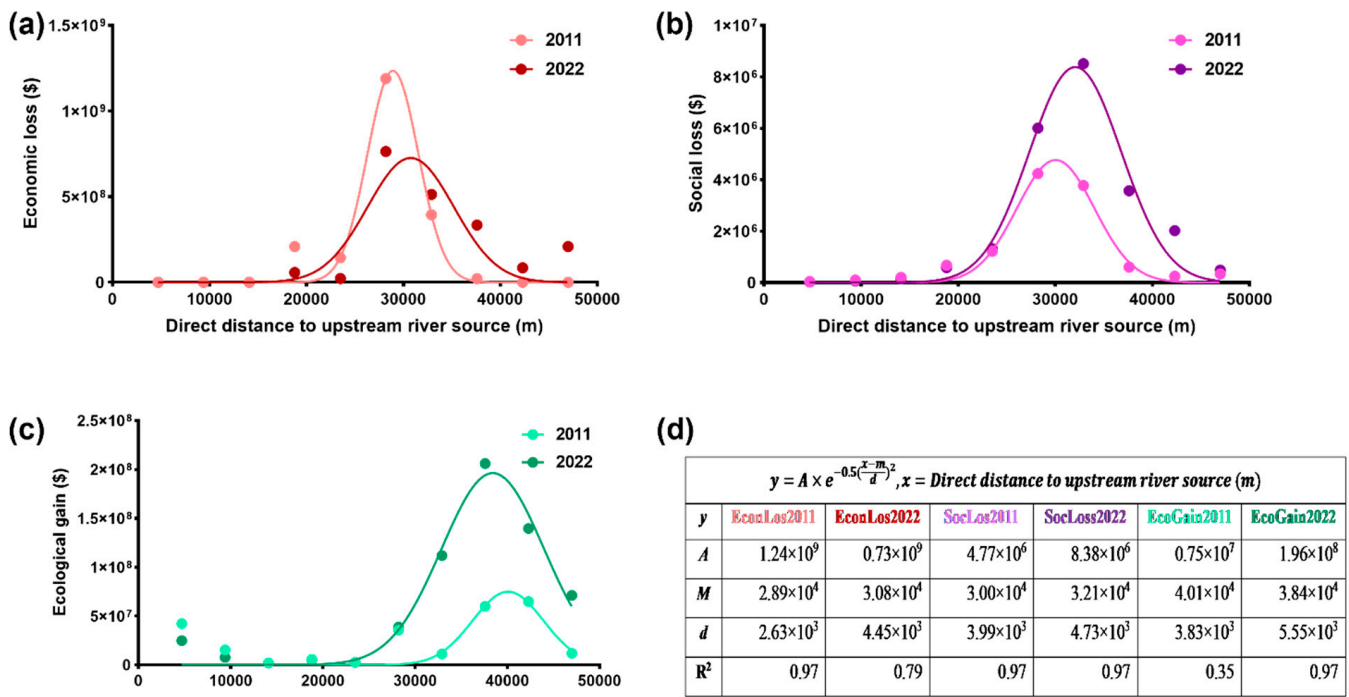 (a)
1.5×10⁹
1×10⁹
5×10⁸
0
Economic loss ($)
2011
2022
0 10000 20000 30000 40000 50000
Direct distance to upstream river source (m)
(b)
1×10⁷
8×10⁶
6×10⁶
4×10⁶
2×10⁶
0
Social loss ($)
2011
2022
0 10000 20000 30000 40000 50000
Direct distance to upstream river source (m)
(c)
2.5×10⁸
2×10⁸
1.5×10⁸
1×10⁸
5×10⁷
0
Ecological gain ($)
2011
2022
0 10000 20000 30000 40000 50000
(d)
y = A × e^{-0.5(\frac{x-m}{d})^2}, x = Direct distance to upstream river source (m)
y EconLos2011 EconLos2022 SocLos2011 SocLoss2022 EcoGain2011 EcoGain2022
A 1.24×10⁹ 0.73×10⁹ 4.77×10⁶ 8.38×10⁶ 0.75×10⁷ 1.96×10⁸
M 2.89×10⁴ 3.08×10⁴ 3.00×10⁴ 3.21×10⁴ 4.01×10⁴ 3.84×10⁴
d 2.63×10³ 4.45×10³ 3.99×10³ 4.73×10³ 3.83×10³ 5.55×10³
R² 0.97 0.79 0.97 0.97 0.35 0.97